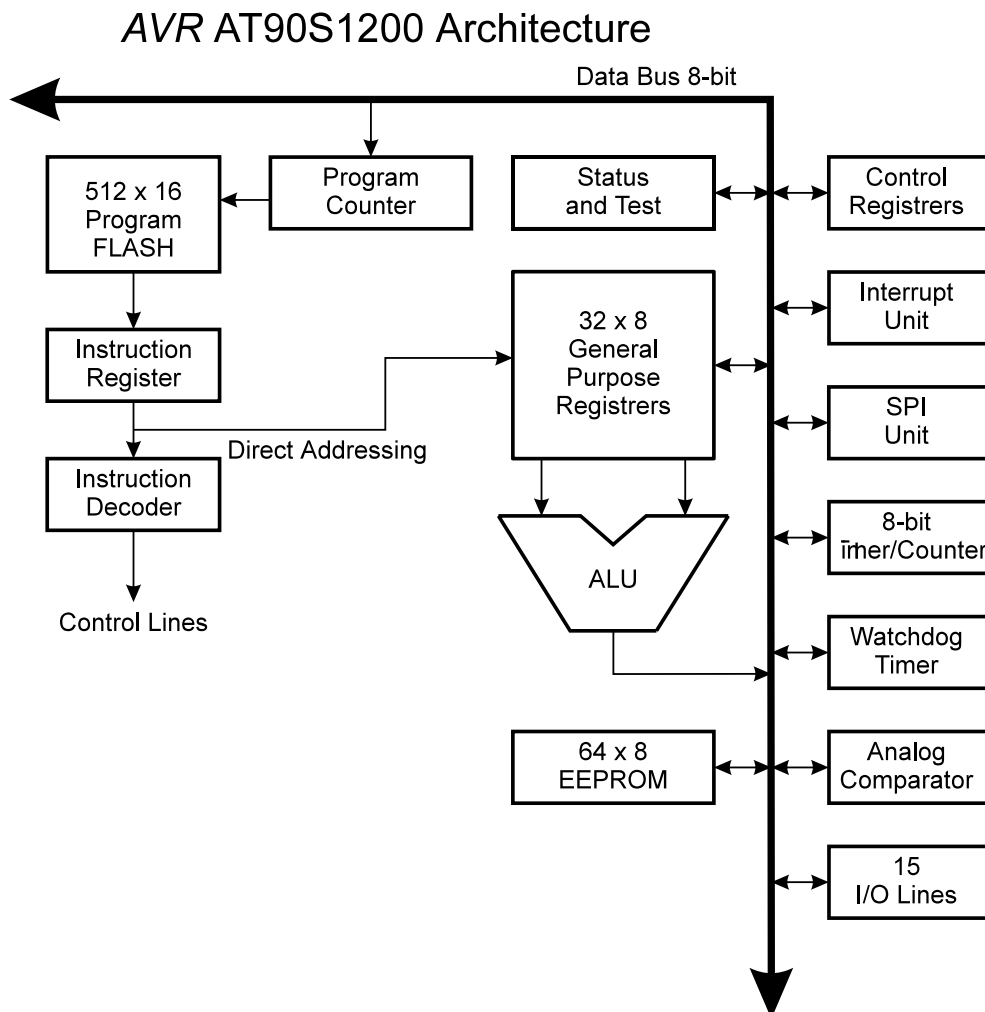 AVR AT90S1200 Architecture
Data Bus 8-bit
512 x 16
Program
FLASH
Program
Counter
Status
and Test
Control
Registrers
Instruction
Register
32 x 8
General
Purpose
Registrers
Interrupt
Unit
Direct Addressing
SPI
Unit
Instruction
Decoder
Control Lines
ALU
8-bit
Timer/Counter
Watchdog
Timer
64 x 8
EEPROM
Analog
Comparator
15
I/O Lines